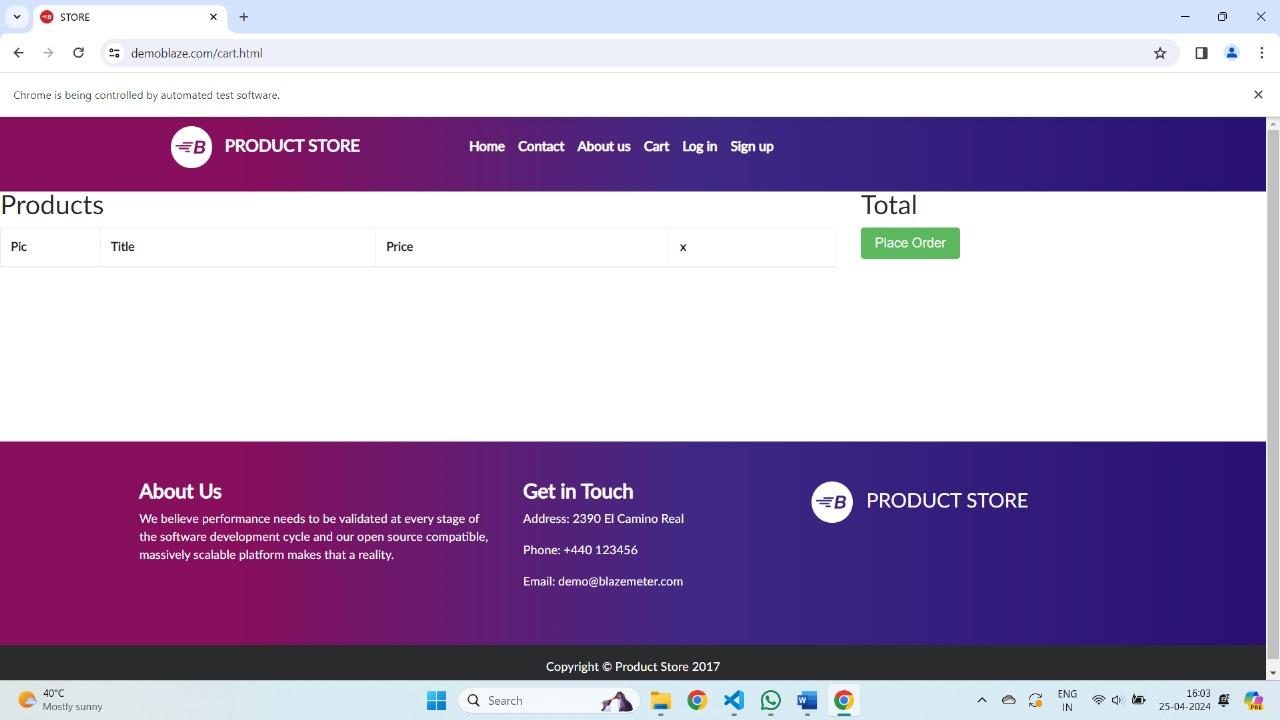 STORE
demoblaze.com/cart.html
Chrome is being controlled by automated test software.
PRODUCT STORE
Home Contact About us Cart Log in Sign up
Products
Total
Pic Title Price x
Place Order
About Us
We believe performance needs to be validated at every stage of
the software development cycle and our open source compatible,
massively scalable platform makes that a reality.
Get in Touch
Address: 2390 El Camino Real
Phone: +440 123456
Email: demo@blazemeter.com
B PRODUCT STORE
Copyright © Product Store 2017
40°C
Mostly sunny
Search
ENG
IN
16:03
25-04-2024
PRE